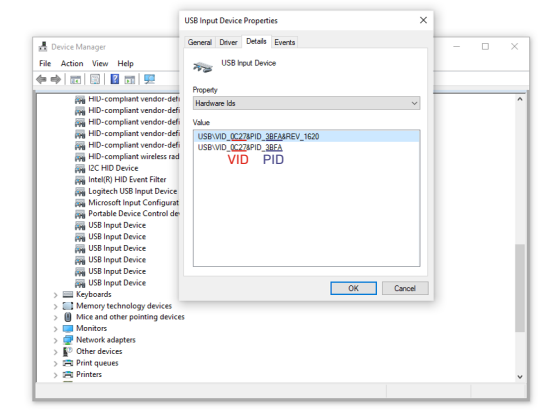 USB Input Device Properties
Device Manager
File Action View Help
General Driver Details Events
USB Input Device
Property
Hardware Ids
Value
USB\VID_0C27&PID_3BFA&REV_1620
USB\VID_0C27&PID_3BFA
VID PID
OK Cancel
HID-compliant vendor-defi
HID-compliant vendor-defi
HID-compliant vendor-defi
HID-compliant vendor-defi
HID-compliant vendor-defi
HID-compliant wireless rad
I2C HID Device
Intel(R) HID Event Filter
Logitech USB Input Device
Microsoft Input Configurat
Portable Device Control de
USB Input Device
USB Input Device
USB Input Device
USB Input Device
USB Input Device
USB Input Device
Keyboards
Memory technology devices
Mice and other pointing devices
Monitors
Network adapters
Other devices
Print queues
Printers